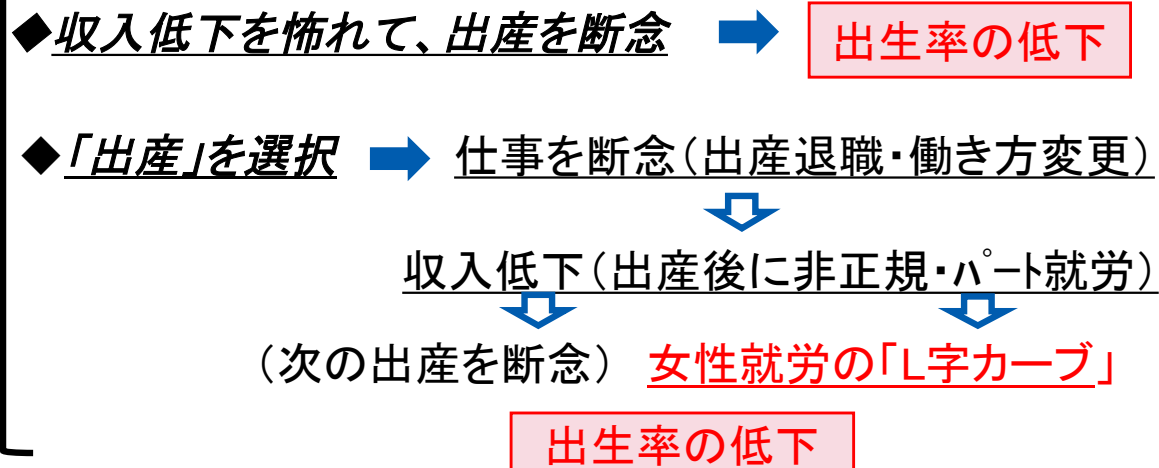 ◆収入低下を怖れて、出産を断念 出生率の低下
◆「出産」を選択 仕事を断念(出産退職・働き方変更)
収入低下(出産後に非正規・ﾊﾟｰﾄ就労)
(次の出産を断念) 女性就労の「L字カーブ」
出生率の低下